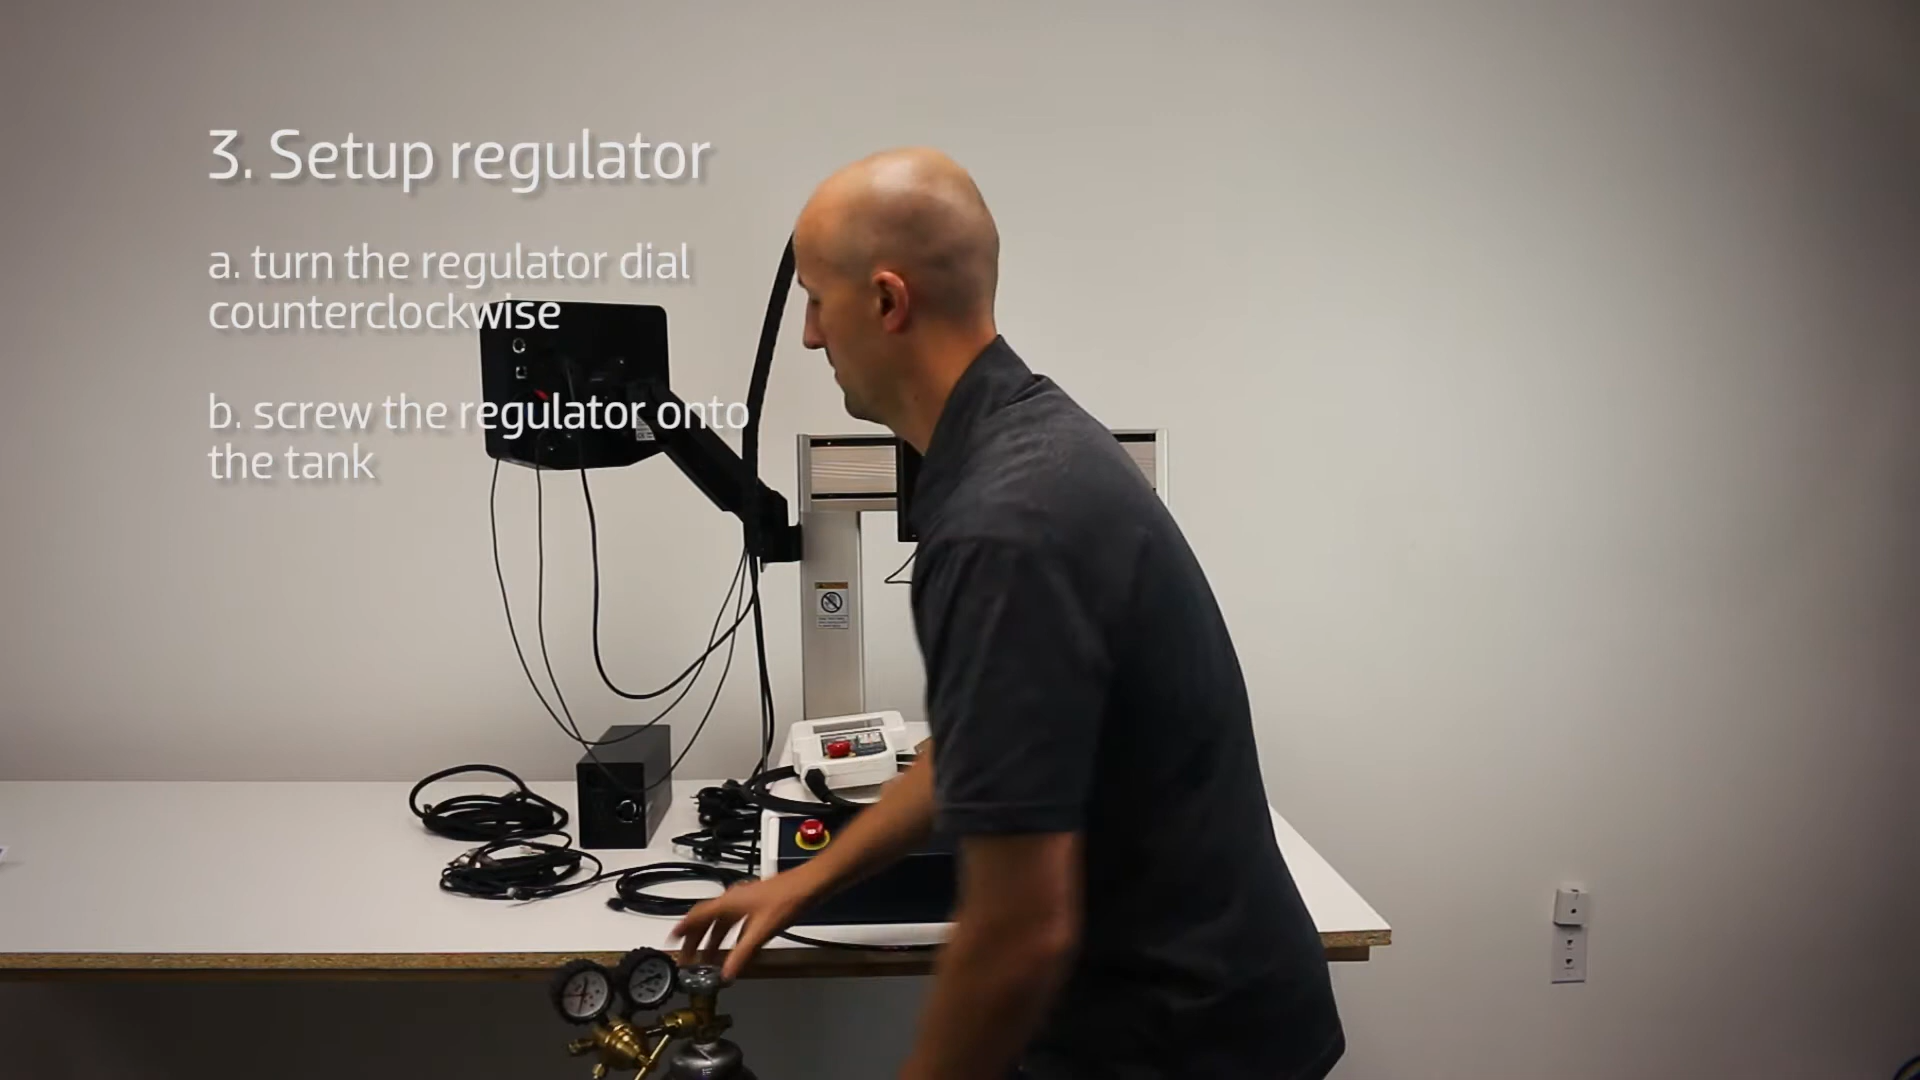 3. Setup regulator
a. turn the regulator dial
counterclockwise
b. screw the regulator onto
the tank